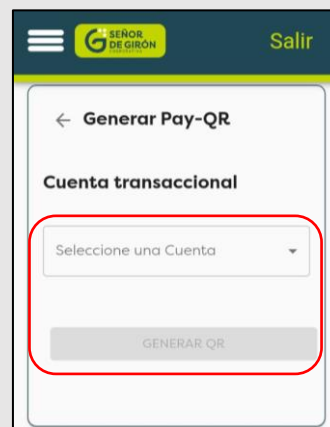 SEÑOR
DE GIRÓN
Salir
Generar Pay-QR
Cuenta transaccional
Seleccione una Cuenta
GENERAR QR